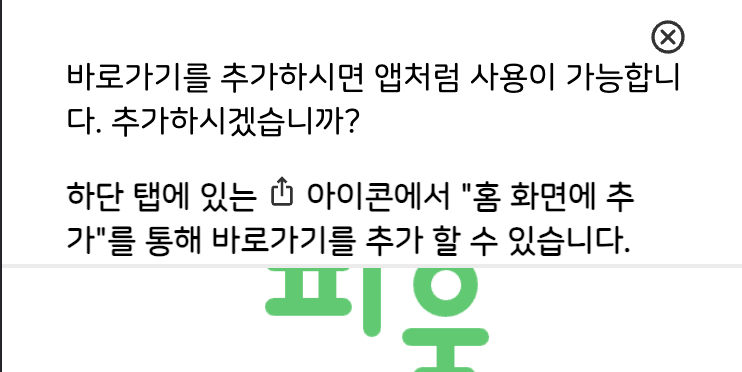 바로가기를 추가하시면 앱처럼 사용이 가능합니
다. 추가하시겠습니까?
하단 탭에 있는 아이콘에서 "홈 화면에 추
가"를 통해 바로가기를 추가 할 수 있습니다.